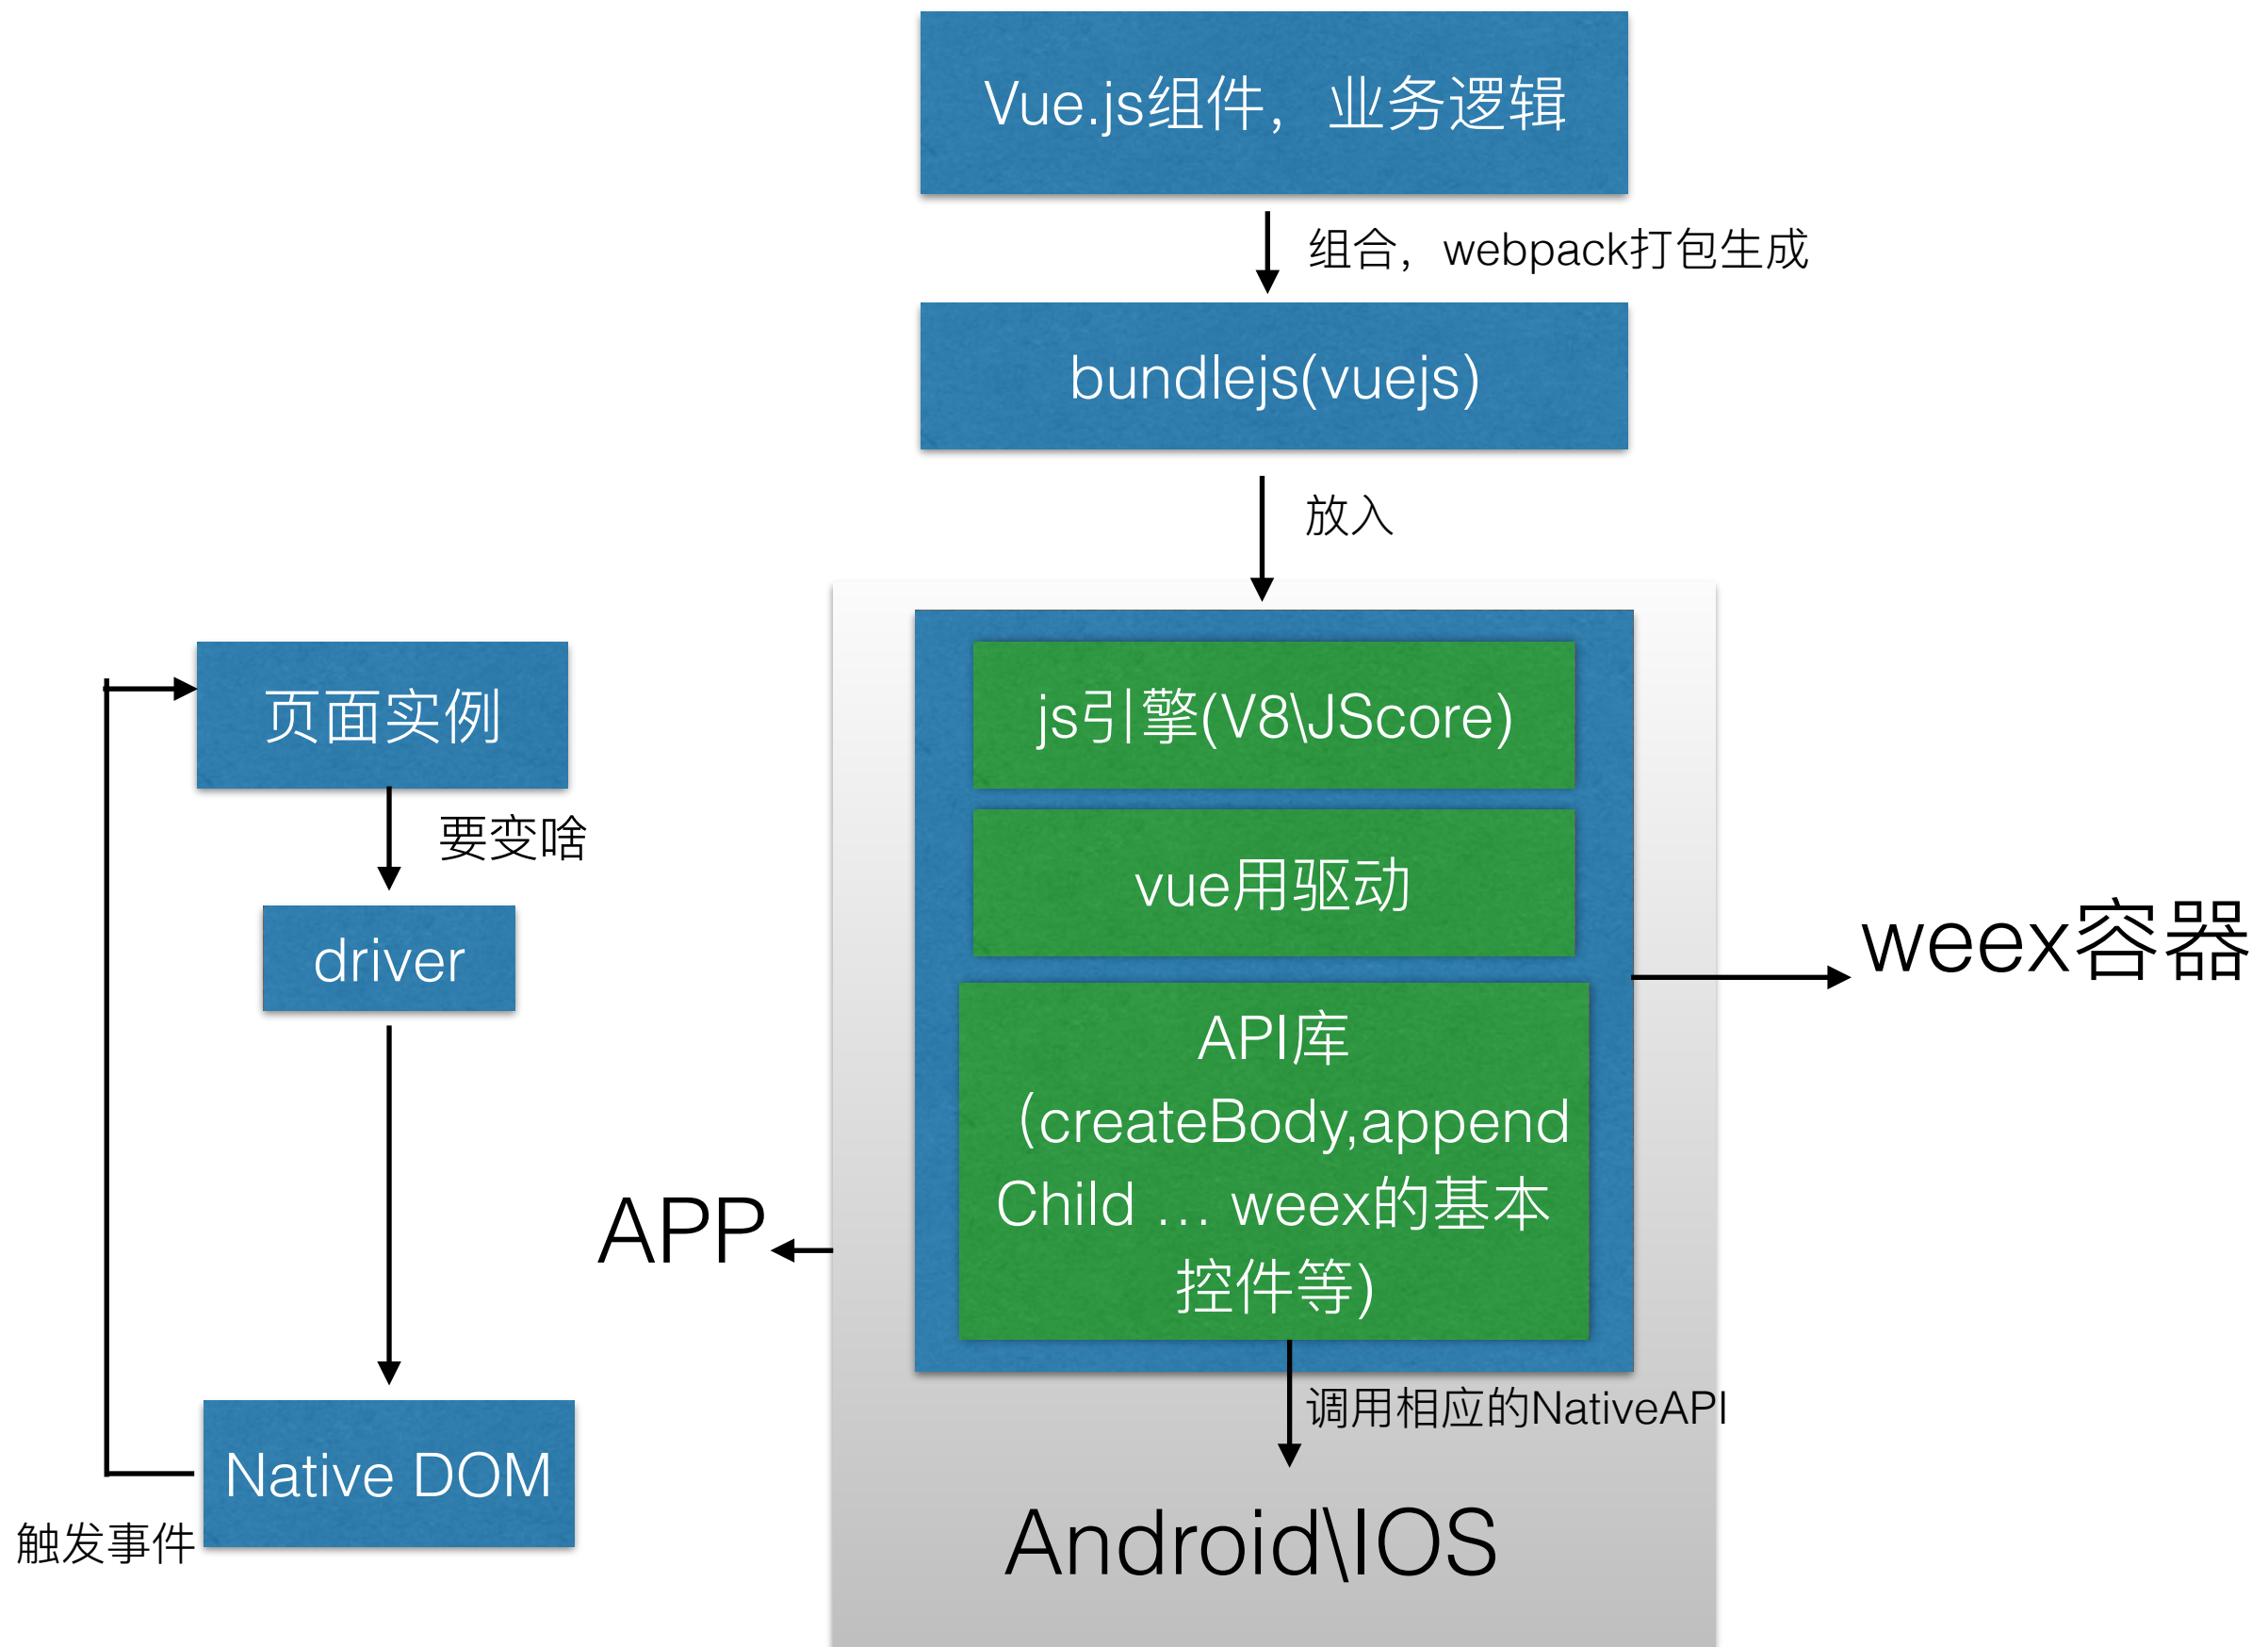 Vue.js组件，业务逻辑
组合，webpack打包生成
bundlejs(vuejs)
放入
js引擎(V8\JScore)
vue用驱动
API库
（createBody,append
Child … weex的基本
控件等)
weex容器
APP
调用相应的NativeAPI
Android\IOS
页面实例
要变啥
driver
Native DOM
触发事件